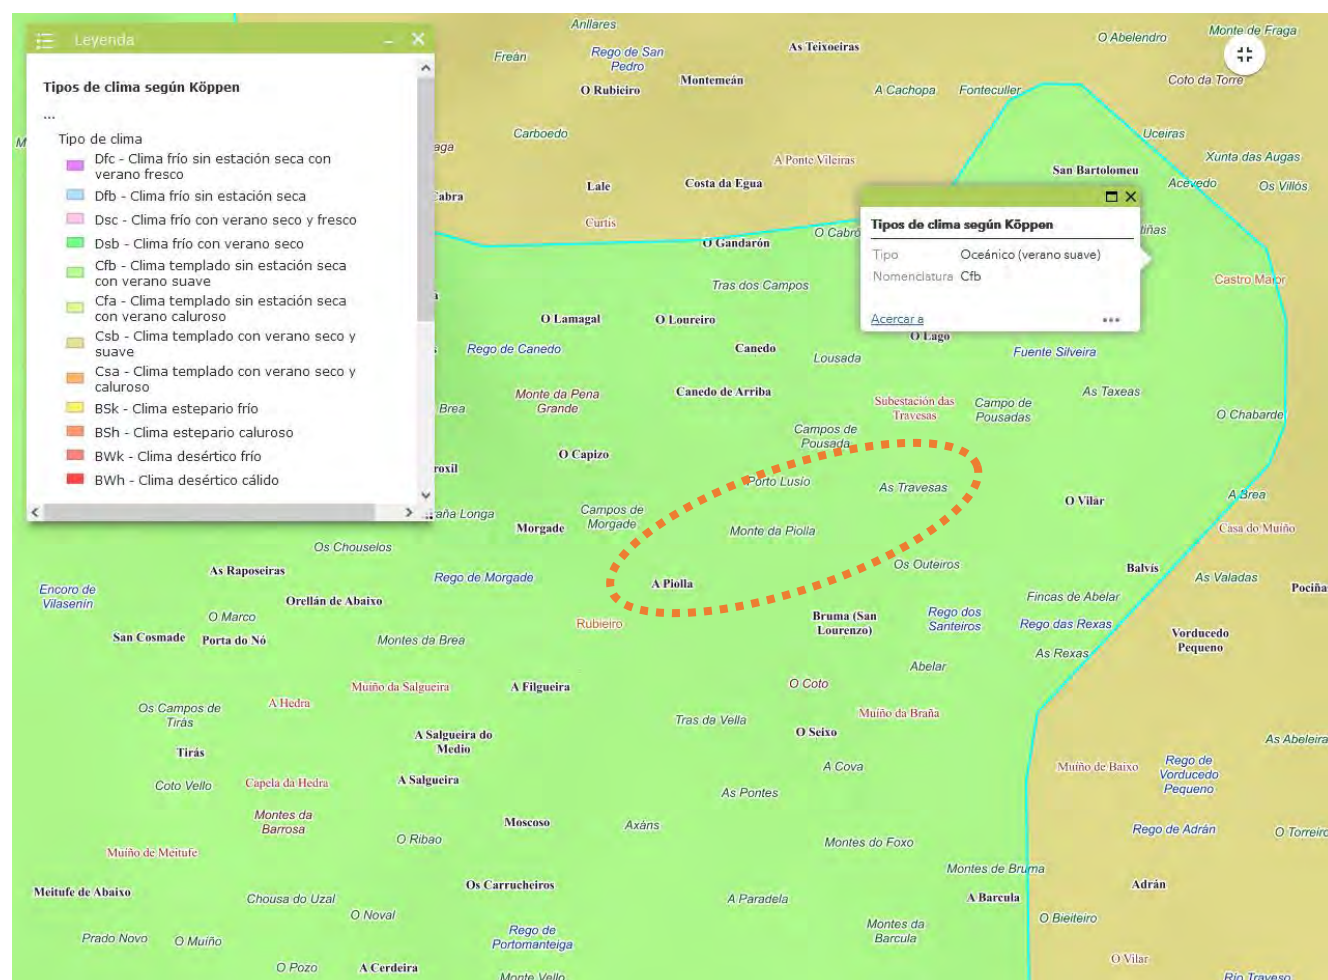 Leyenda
Tipos de clima según Köppen
...
Tipo de clima
Dfc - Clima frío sin estación seca con
verano fresco
Dfb - Clima frío sin estación seca
Dsc - Clima frío con verano seco y fresco
Dsb - Clima frío con verano seco
Cfb - Clima templado sin estación seca
con verano suave
Cfa - Clima templado sin estación seca
con verano caluroso
Csb - Clima templado con verano seco y
suave
Csa - Clima templado con verano seco y
caluroso
BSk - Clima estepario frío
BSh - Clima estepario caluroso
BWk - Clima desértico frío
BWh - Clima desértico cálido
Tipos de clima según Köppen
Tipo Oceánico (verano suave)
Nomenclatura Cfb
Acercar a
Anllares
Freán
Rego de San
Pedro
As Teixoeiras
O Abelendro
Monte de Fraga
O Rubieiro
Montemeán
A Cachopa
Fonteculler
Coto da Torre
Carboedo
Uceiras
A Ponte Vileiras
San Bartolomeu
Xunta das Augas
Lale
Costa da Egua
Acevedo
Os Villós
Curtis
O Gandarón
Tras dos Campos
Castro Maior
O Lamagal
O Loureiro
O Lago
Rego de Canedo
Canedo
Lousada
Fuente Silveira
Monte da Pena
Grande
Canedo de Arriba
Subestación das
Travesas
Campo de
Pousadas
As Taxeas
Brea
O Chabarde
Campos de
Pousada
O Capizo
Porto Lusio
As Travesas
O Vilar
A Brea
Longa
Campos de
Morgade
Morgade
Monte da Piolla
Casa do Muíño
Os Chouselos
As Raposeiras
Rego de Morgade
A Piolla
Os Outeiros
Balvís
As Valadas
Encoro de
Vilasenín
Orellán de Abaixo
Fincas de Abelar
O Marco
Rubieiro
Bruma (San
Lourenzo)
Rego dos
Santeiros
Rego das Rexas
San Cosmade
Porta do Nó
Montes da Brea
Vorducedo
Pequeno
As Rexas
Abelar
Muíño da Salgueira
A Filgueira
O Coto
A Hedra
Os Campos de
Tirás
Muíño da Braña
Tras da Vella
A Salgueira do
Medio
O Seixo
Tirás
A Cova
Muíño de Baixo
Rego de
Vorducedo
Pequeno
Coto Vello
Capela da Hedra
A Salgueira
As Pontes
Montes da
Barrosa
Moscoso
Axáns
O Ribao
Montes do Foxo
Rego de Adrán
Muíño de Meitufe
Montes de Bruma
Os Carrucheiros
Adrán
Meitufe de Abaixo
Chousa do Uzal
A Paradela
A Barcula
O Noval
O Bieiteiro
Montes da
Barcula
Prado Novo
O Muíño
Rego de
Portomanteiga
O Vilar
O Pozo
A Cerdeira
Monte Vello
Río Traveso